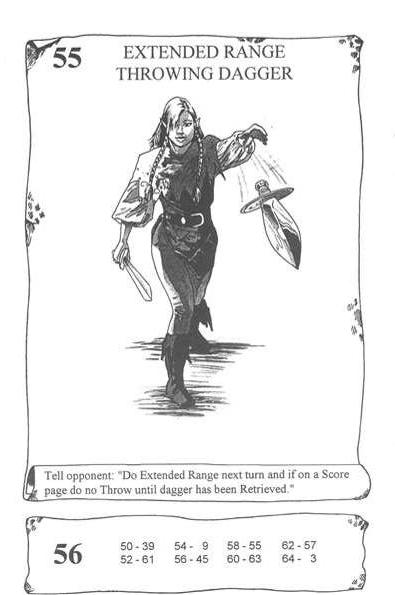 55
EXTENDED RANGE
THROWING DAGGER
Tell opponent: "Do Extended Range next turn and if on a Score
page do no Throw until dagger has been Retrieved."
56
50 - 39 54 - 9 58 - 55 62 - 57
52 - 61 56 - 45 60 - 63 64 - 3